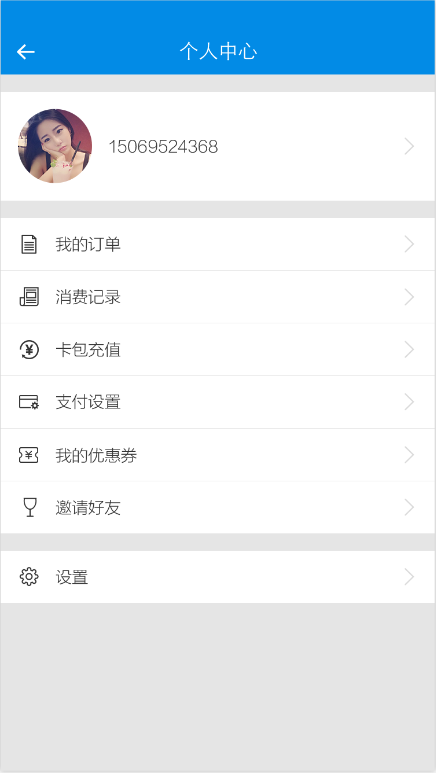 个人中心
15069524368
我的订单
消费记录
卡包充值
支付设置
我的优惠券
邀请好友
设置